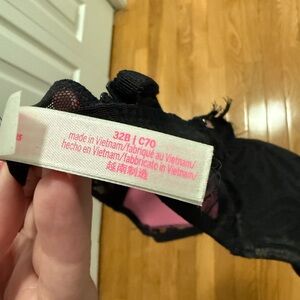 32B | C70
made in Vietnam/fabriqué au Vietnam/
hecho en Vietnam/fabbricato in Vietnam/
越南制造